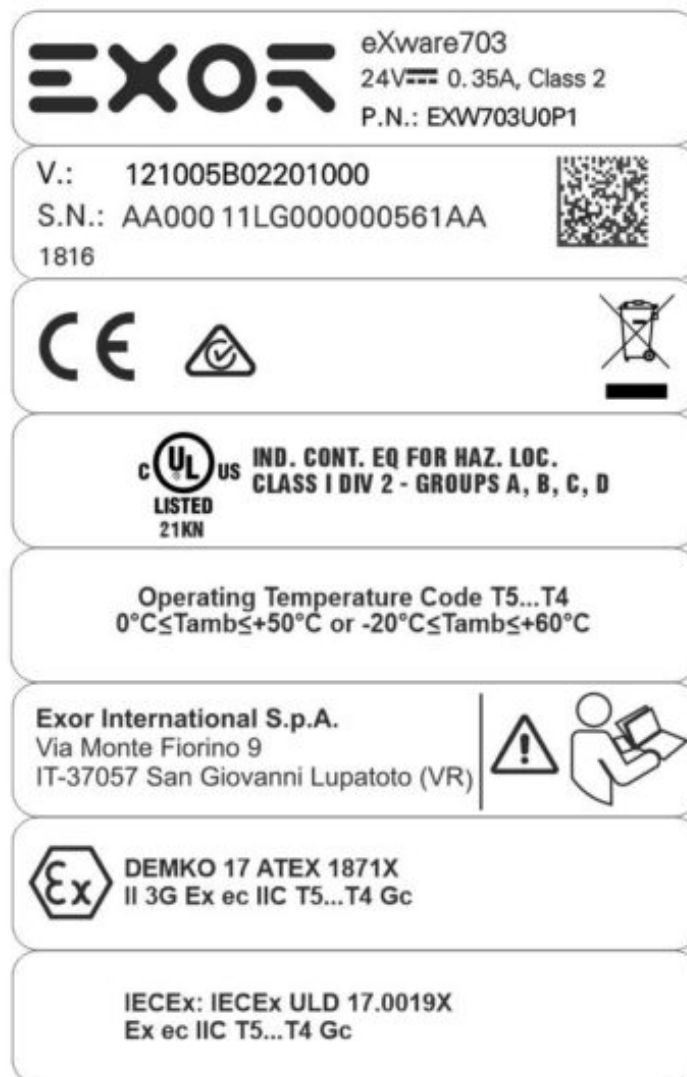 EXOR
eXware703
24V 0.35A, Class 2
P.N.: EXW703U0P1
V.: 121005B02201000
S.N.: AA000 11LG000000561AA
1816
CE
C UL US
LISTED
21KN
IND. CONT. EQ FOR HAZ. LOC.
CLASS I DIV 2 - GROUPS A, B, C, D
Operating Temperature Code T5...T4
0°C≤Tamb≤+50°C or -20°C≤Tamb≤+60°C
Exor International S.p.A.
Via Monte Fiorino 9
IT-37057 San Giovanni Lupatoto (VR)
Ex
DEMKO 17 ATEX 1871X
II 3G Ex ec IIC T5...T4 Gc
IECEx: IECEx ULD 17.0019X
Ex ec IIC T5...T4 Gc